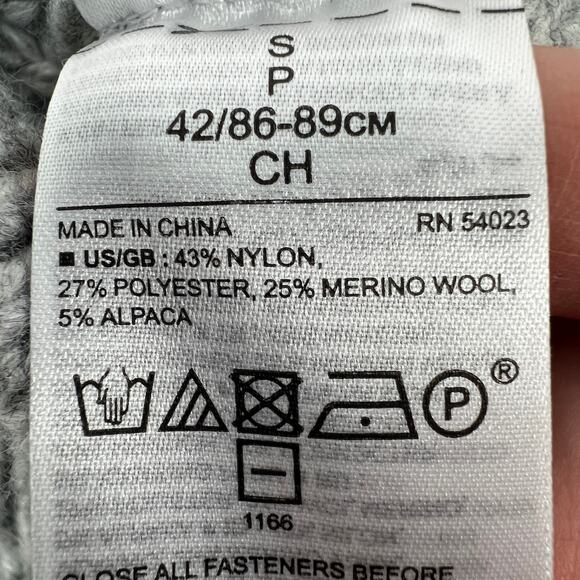 S
P
42/86-89CM
CH
MADE IN CHINA RN 54023
■ US/GB : 43% NYLON,
27% POLYESTER, 25% MERINO WOOL,
5% ALPACA
P ®
1166
CLOSE ALL FASTENERS BEFORE